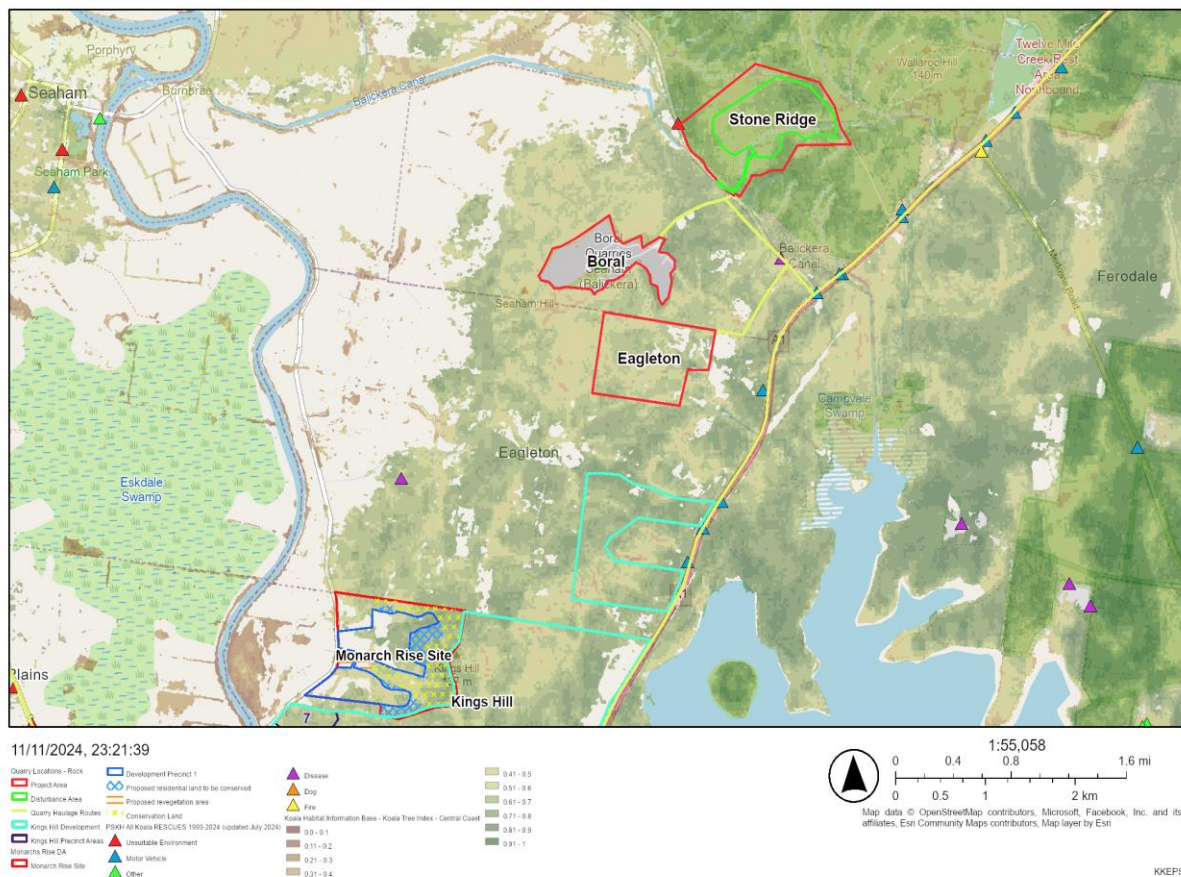 Porphyry
Seaham
Bornbrae
Balickera Canal
Seaham Park
Wallaroo Hill
140 m
Twelve Mile
Creek Rest
Area
Northbound
Stone Ridge
Boral
Quarries
Boral
Seaham
(Balickera)
Seaham Hill
Balickera
Canal
Ferodale
Eagleton
A1
Campvale
Swamp
Eagleton
Eskdale
Swamp
A1
Monarch Rise Site
Kings Hill
Plains
Kings Hill
7
11/11/2024, 23:21:39
Quarry Locations - Rock
Project Area
Disturbance Area
Quarry Haulage Routes
Kings Hill Development
Kings Hill Precinct Areas
Monarchs Rise DA
Monarch Rise Site
Development Precinct 1
Proposed residential land to be conserved
Proposed revegetation area
Conservation Land
PSKH All Koala RESCUES 1993-2024 (updated July 2024)
Unsuitable Environment
Motor Vehicle
Other
Disease
Dog
Fire
Koala Habitat Information Base - Koala Tree Index - Central Coast
0.0 - 0.1
0.11 - 0.2
0.21 - 0.3
0.31 - 0.4
0.41 - 0.5
0.51 - 0.6
0.61 - 0.7
0.71 - 0.8
0.81 - 0.9
0.91 - 1
1:55,058
0 0.4 0.8 1.6 mi
0 0.5 1 2 km
Map data © OpenStreetMap contributors, Microsoft, Facebook, Inc. and its
affiliates, Esri Community Maps contributors, Map layer by Esri
KKEPS